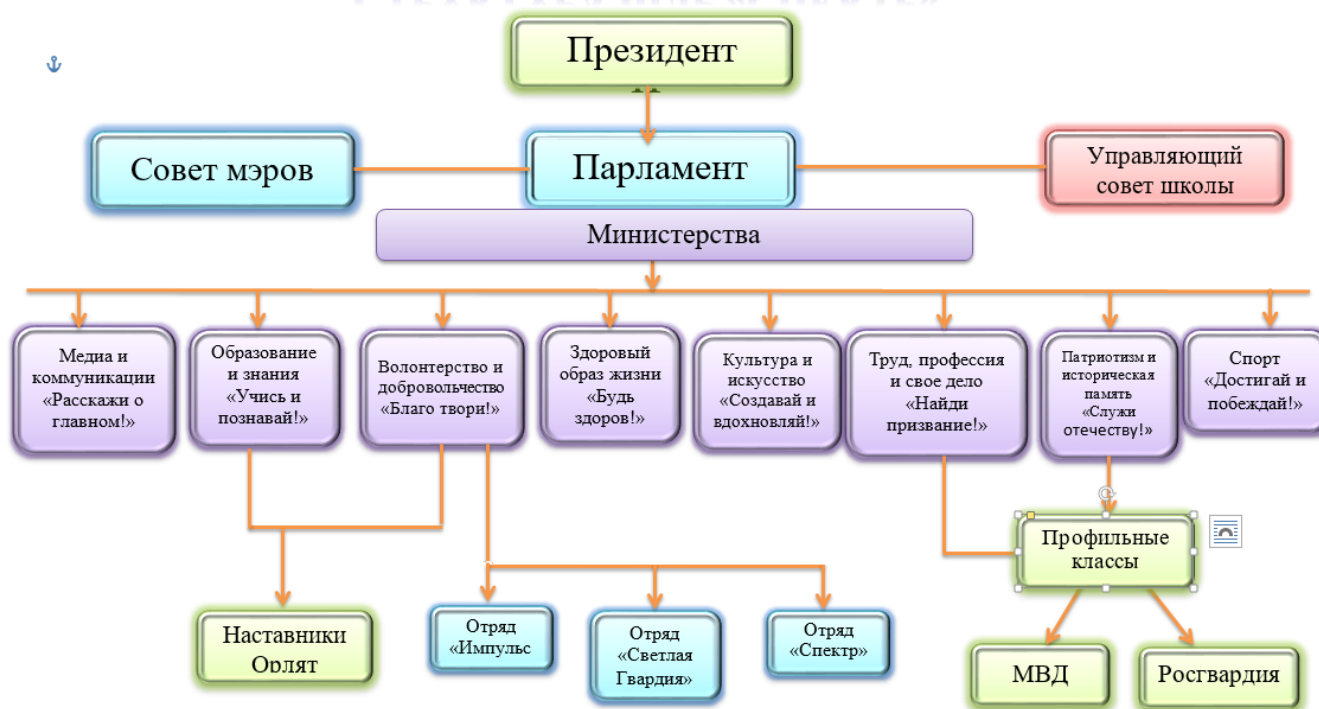 Президент
Совет мэров
Парламент
Управляющий
совет школы
Министерства
Медиа и
коммуникации
«Расскажи о
главном!»
Образование
и знания
«Учись и
познавай!»
Волонтерство и
добровольчество
«Благо твори!»
Здоровый
образ жизни
«Будь
здоров!»
Культура и
искусство
«Создавай и
вдохновляй!»
Труд, профессия
и свое дело
«Найди
призвание!»
Патриотизм и
историческая
память
«Служи
отечеству!»
Спорт
«Достигай и
побеждай!»
Профильные
классы
Наставники
Орлят
Отряд
«Импульс
Отряд
«Светлая
Гвардия»
Отряд
«Спектр»
МВД
Росгвардия